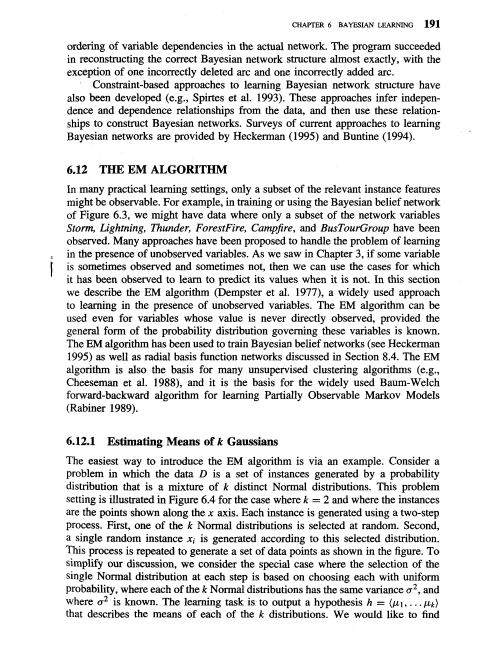 CHAPTER 6 BAYESIAN LEARNING 191
ordering of variable dependencies in the actual network. The program succeeded
in reconstructing the correct Bayesian network structure almost exactly, with the
exception of one incorrectly deleted arc and one incorrectly added arc.
Constraint-based approaches to learning Bayesian network structure have
also been developed (e.g., Spirtes et al. 1993). These approaches infer indepen-
dence and dependence relationships from the data, and then use these relation-
ships to construct Bayesian networks. Surveys of current approaches to learning
Bayesian networks are provided by Heckerman (1995) and Buntine (1994).
6.12 THE EM ALGORITHM
In many practical learning settings, only a subset of the relevant instance features
might be observable. For example, in training or using the Bayesian belief network
of Figure 6.3, we might have data where only a subset of the network variables
Storm, Lightning, Thunder, ForestFire, Campfire, and BusTourGroup have been
observed. Many approaches have been proposed to handle the problem of learning
in the presence of unobserved variables. As we saw in Chapter 3, if some variable
is sometimes observed and sometimes not, then we can use the cases for which
it has been observed to learn to predict its values when it is not. In this section
we describe the EM algorithm (Dempster et al. 1977), a widely used approach
to learning in the presence of unobserved variables. The EM algorithm can be
used even for variables whose value is never directly observed, provided the
general form of the probability distribution governing these variables is known.
The EM algorithm has been used to train Bayesian belief networks (see Heckerman
1995) as well as radial basis function networks discussed in Section 8.4. The EM
algorithm is also the basis for many unsupervised clustering algorithms (e.g.,
Cheeseman et al. 1988), and it is the basis for the widely used Baum-Welch
forward-backward algorithm for learning Partially Observable Markov Models
(Rabiner 1989).
6.12.1 Estimating Means of k Gaussians
The easiest way to introduce the EM algorithm is via an example. Consider a
problem in which the data D is a set of instances generated by a probability
distribution that is a mixture of k distinct Normal distributions. This problem
setting is illustrated in Figure 6.4 for the case where k = 2 and where the instances
are the points shown along the x axis. Each instance is generated using a two-step
process. First, one of the k Normal distributions is selected at random. Second,
a single random instance xᵢ is generated according to this selected distribution.
This process is repeated to generate a set of data points as shown in the figure. To
simplify our discussion, we consider the special case where the selection of the
single Normal distribution at each step is based on choosing each with uniform
probability, where each of the k Normal distributions has the same variance σ², and
where σ² is known. The learning task is to output a hypothesis h = ⟨μ₁, . . . μₖ⟩
that describes the means of each of the k distributions. We would like to find